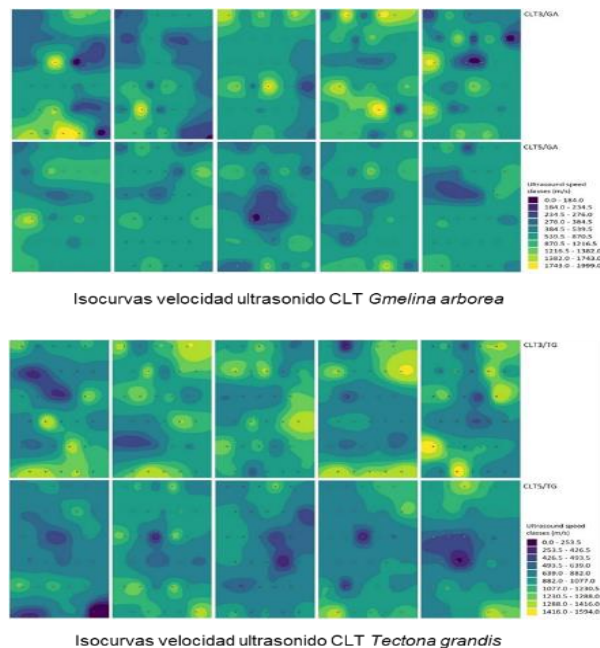 CLT3/GA
CLT5/GA
Ultrasound speed
classes (m/s)
0.0 - 184.0
184.0 - 234.5
234.5 - 276.0
276.0 - 384.5
384.5 - 539.5
539.5 - 870.5
870.5 - 1216.5
1216.5 - 1382.0
1382.0 - 1743.0
1743.0 - 1999.0
Isocurvas velocidad ultrasonido CLT Gmelina arborea
CLT3/TG
CLT5/TG
Ultrasound speed
classes (m/s)
0.0 - 253.5
253.5 - 426.5
426.5 - 493.5
493.5 - 639.0
639.0 - 882.0
882.0 - 1077.0
1077.0 - 1230.5
1230.5 - 1288.0
1288.0 - 1416.0
1416.0 - 1594.0
Isocurvas velocidad ultrasonido CLT Tectona grandis